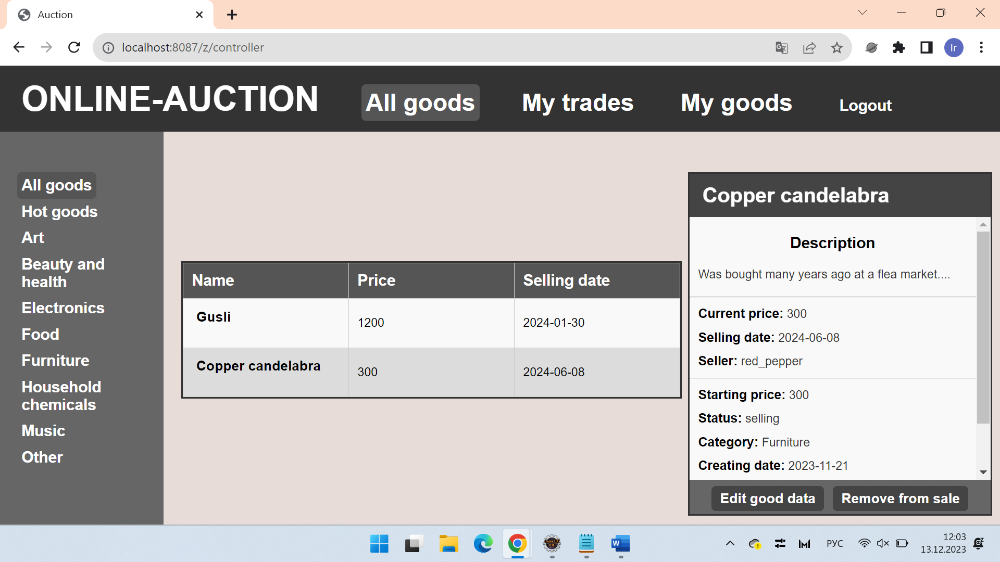 Auction
localhost:8087/z/controller
Ir
ONLINE-AUCTION
All goods
My trades
My goods
Logout
All goods
Hot goods
Art
Beauty and
health
Electronics
Food
Furniture
Household
chemicals
Music
Other
Name Price Selling date
Gusli 1200 2024-01-30
Copper candelabra 300 2024-06-08
Copper candelabra
Description
Was bought many years ago at a flea market....
Current price: 300
Selling date: 2024-06-08
Seller: red_pepper
Starting price: 300
Status: selling
Category: Furniture
Creating date: 2023-11-21
Edit good data
Remove from sale
Java EE
IDE
W
РУС
12:03
13.12.2023